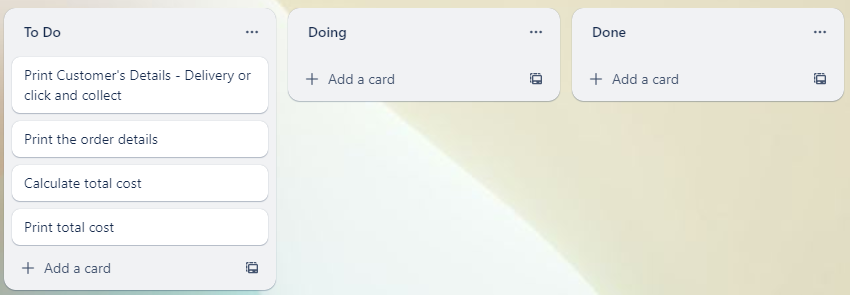 To Do
Print Customer's Details - Delivery or
click and collect
Print the order details
Calculate total cost
Print total cost
Add a card
Doing
Add a card
Done
Add a card